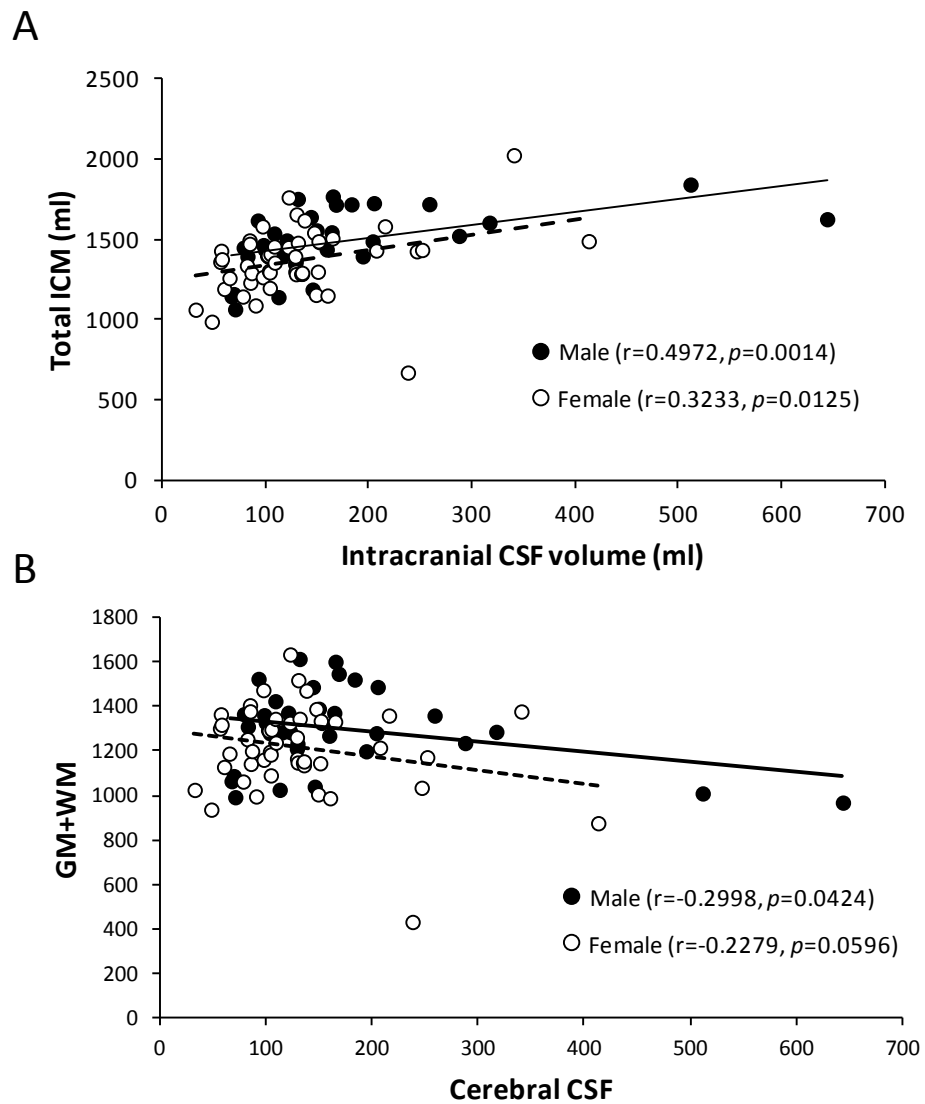 A
Total ICM (ml)
2500
2000
1500
1000
500
0
Male (r=0.4972, p=0.0014)
Female (r=0.3233, p=0.0125)
0 100 200 300 400 500 600 700
Intracranial CSF volume (ml)
B
GM+WM
1800
1600
1400
1200
1000
800
600
400
200
0
Male (r=-0.2998, p=0.0424)
Female (r=-0.2279, p=0.0596)
0 100 200 300 400 500 600 700
Cerebral CSF